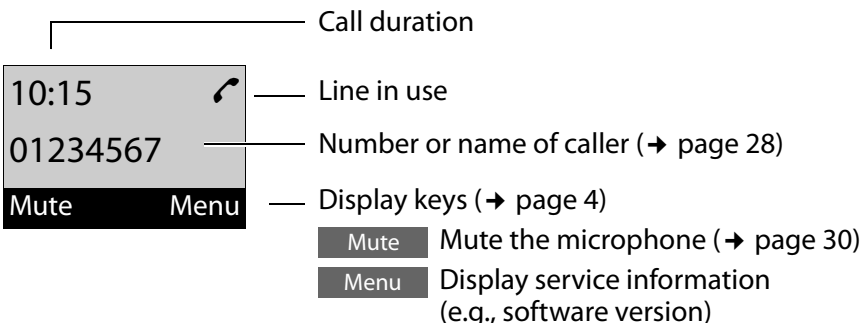 Call duration
10:15
Line in use
01234567
Number or name of caller (➔ page 28)
Mute Menu
Display keys (➔ page 4)
Mute Mute the microphone (➔ page 30)
Menu Display service information
(e.g., software version)